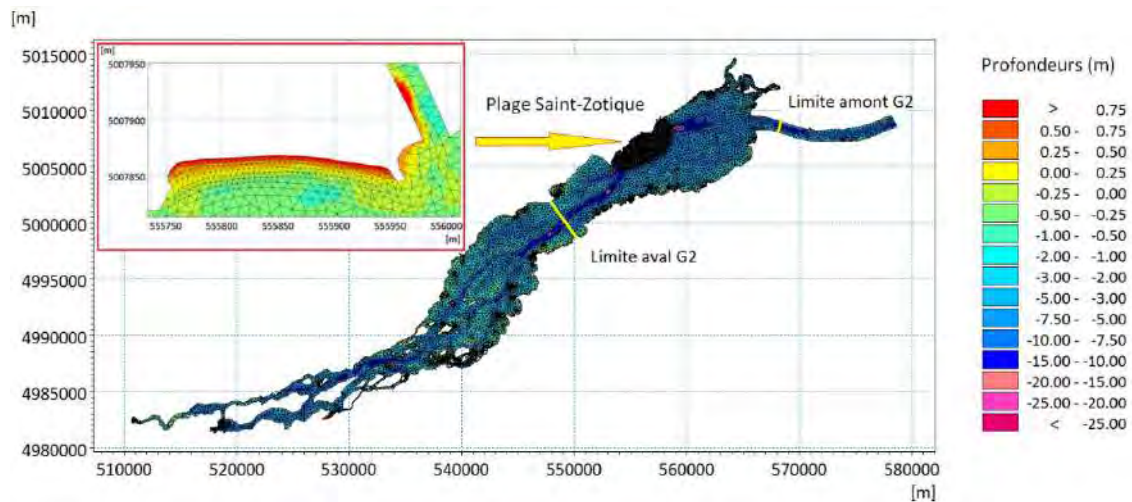 [m]
5015000
5010000
5005000
5000000
4995000
4990000
4985000
4980000
510000 520000 530000 540000 550000 560000 570000 580000
[m]
[m]
5007950
5007900
5007850
555750 555800 555850 555900 555950 556000
[m]
Plage Saint-Zotique
Limite amont G2
Limite aval G2
Profondeurs (m)
> 0.75
0.50 - 0.75
0.25 - 0.50
0.00 - 0.25
-0.25 - 0.00
-0.50 - -0.25
-1.00 - -0.50
-2.00 - -1.00
-3.00 - -2.00
-5.00 - -3.00
-7.50 - -5.00
-10.00 - -7.50
-15.00 - -10.00
-20.00 - -15.00
-25.00 - -20.00
< -25.00